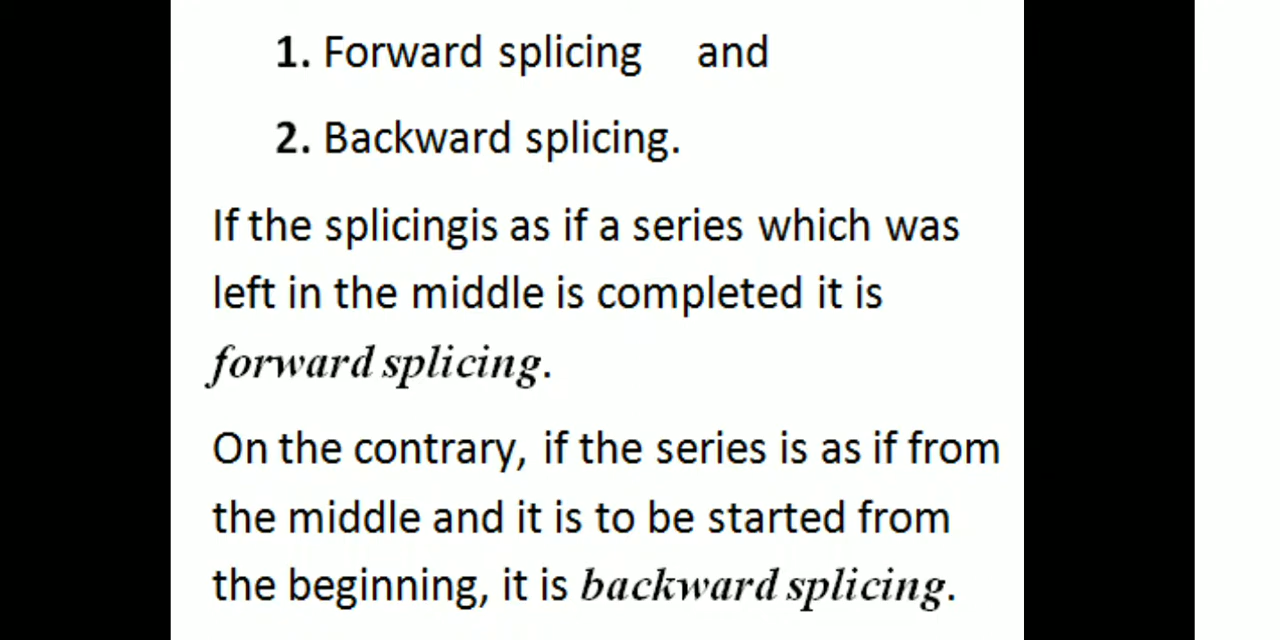 1. Forward splicing and
2. Backward splicing.
If the splicingis as if a series which was
left in the middle is completed it is
forward splicing.
On the contrary, if the series is as if from
the middle and it is to be started from
the beginning, it is backward splicing.